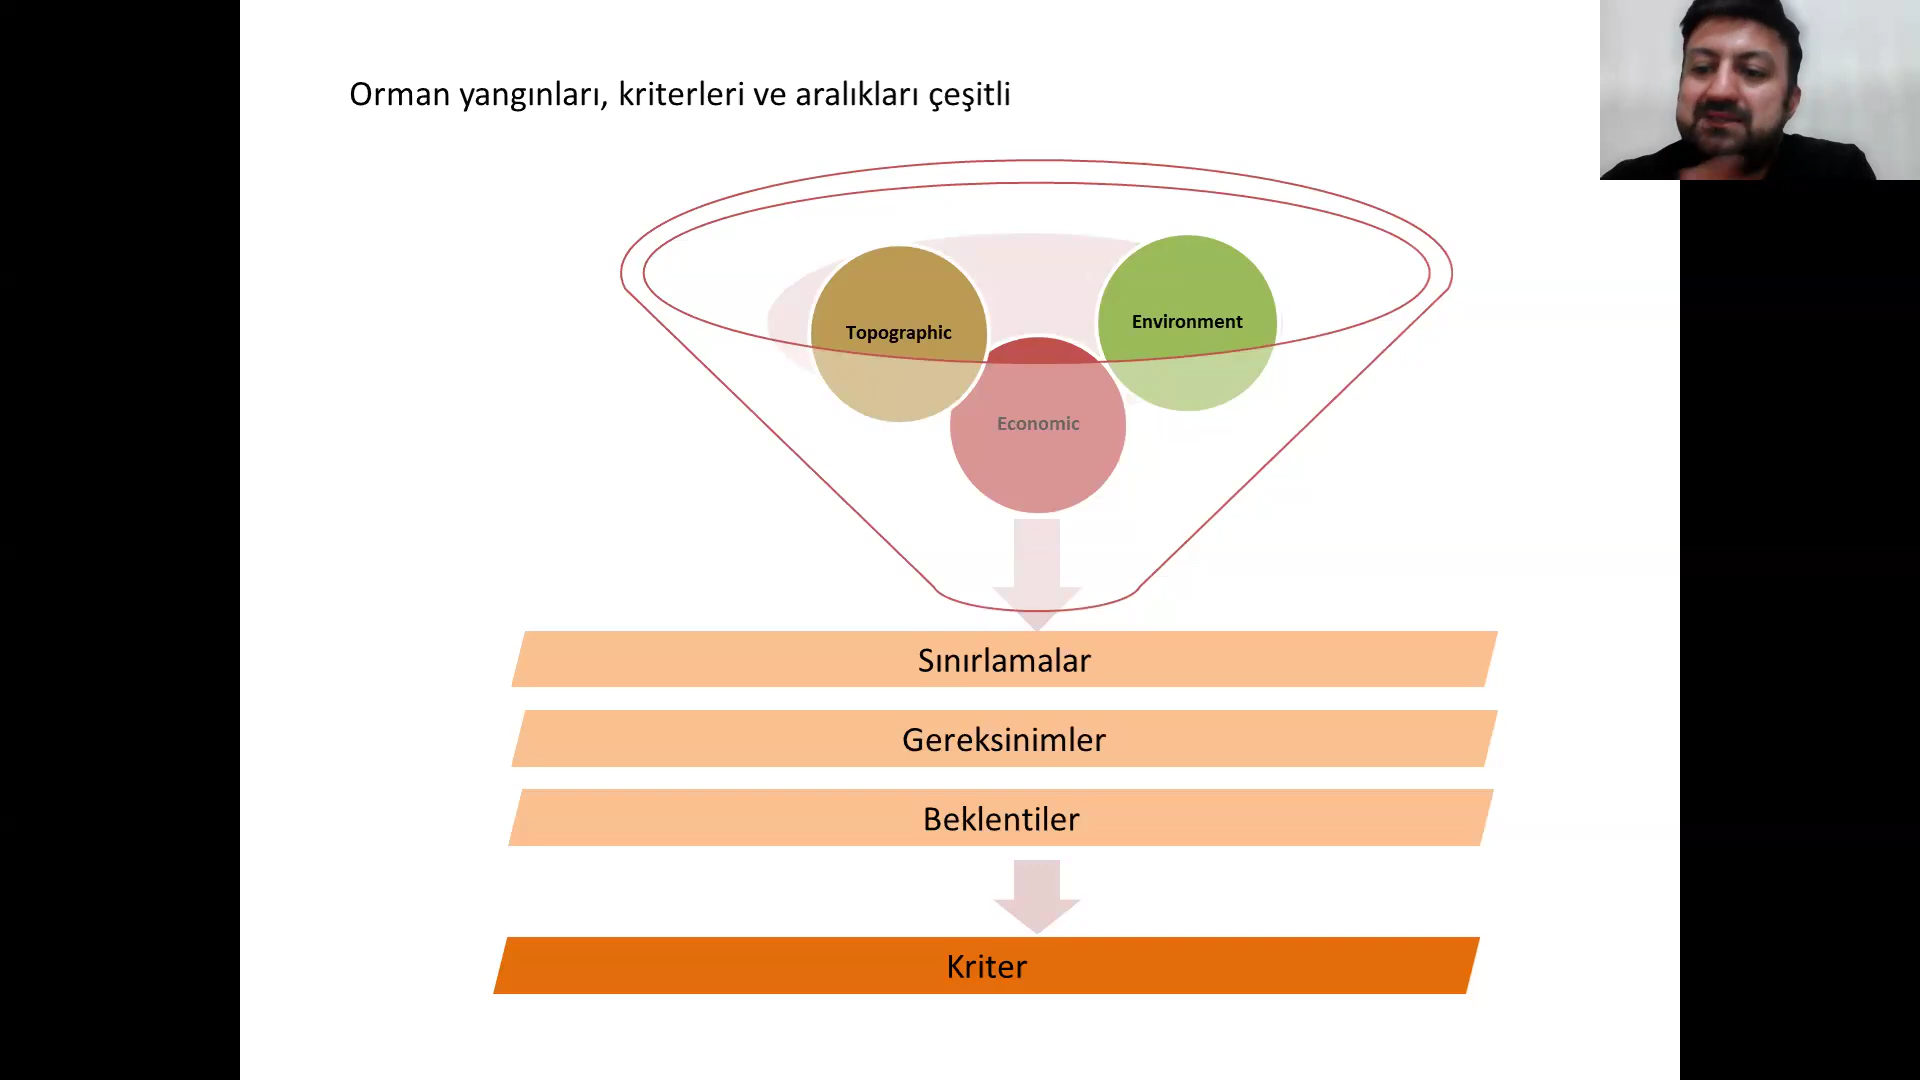 Orman yangınları, kriterleri ve aralıkları çeşitli
Topographic
Environment
Economic
Sınırlamalar
Gereksinimler
Beklentiler
Kriter